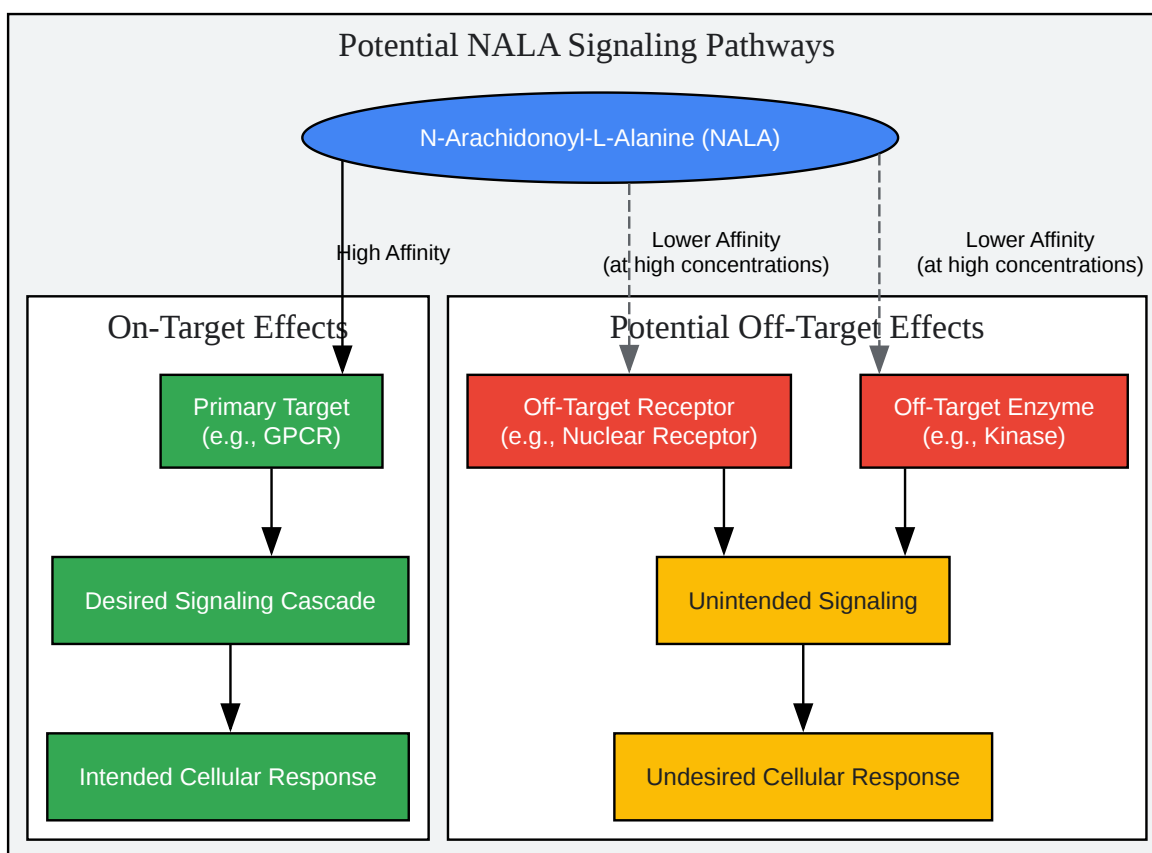 Potential NALA Signaling Pathways
N-Arachidonoyl-L-Alanine (NALA)
High Affinity
Lower Affinity
(at high concentrations)
Lower Affinity
(at high concentrations)
On-Target Effects
Potential Off-Target Effects
Primary Target
(e.g., GPCR)
Off-Target Receptor
(e.g., Nuclear Receptor)
Off-Target Enzyme
(e.g., Kinase)
Desired Signaling Cascade
Unintended Signaling
Intended Cellular Response
Undesired Cellular Response